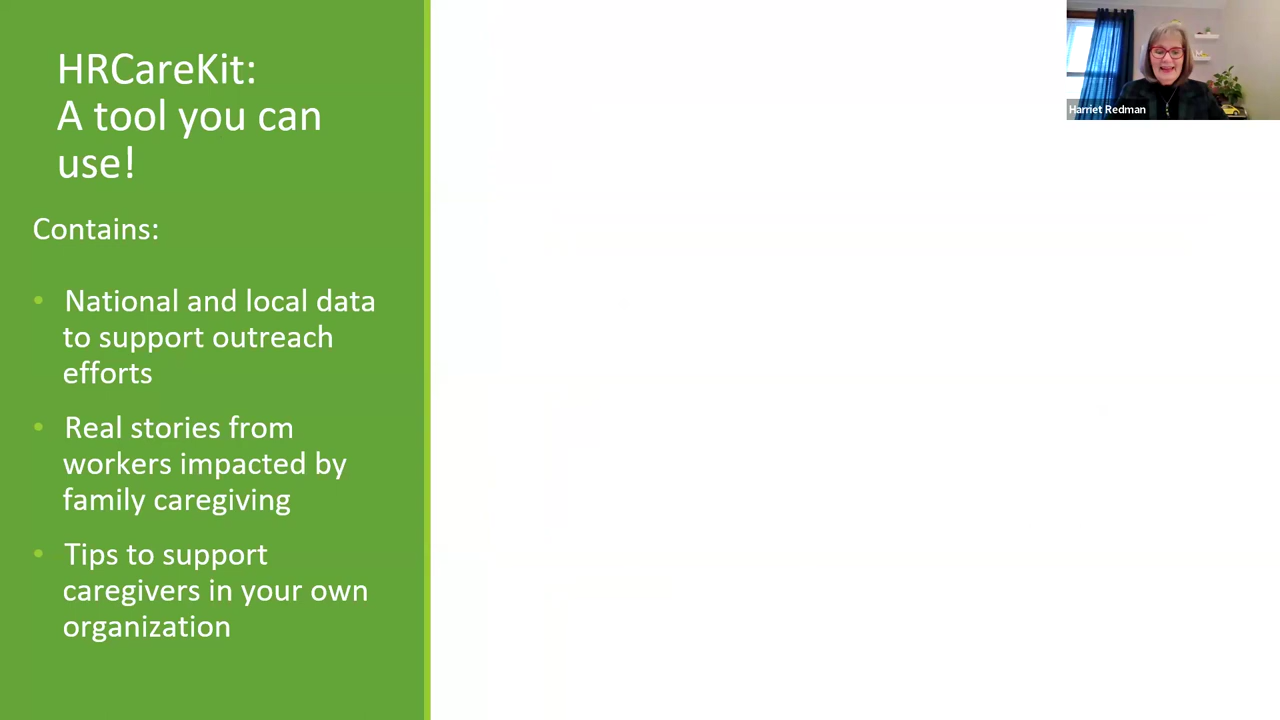 HRCareKit:
A tool you can
use!
Contains:
• National and local data
to support outreach
efforts
• Real stories from
workers impacted by
family caregiving
• Tips to support
caregivers in your own
organization
Harriet Redman